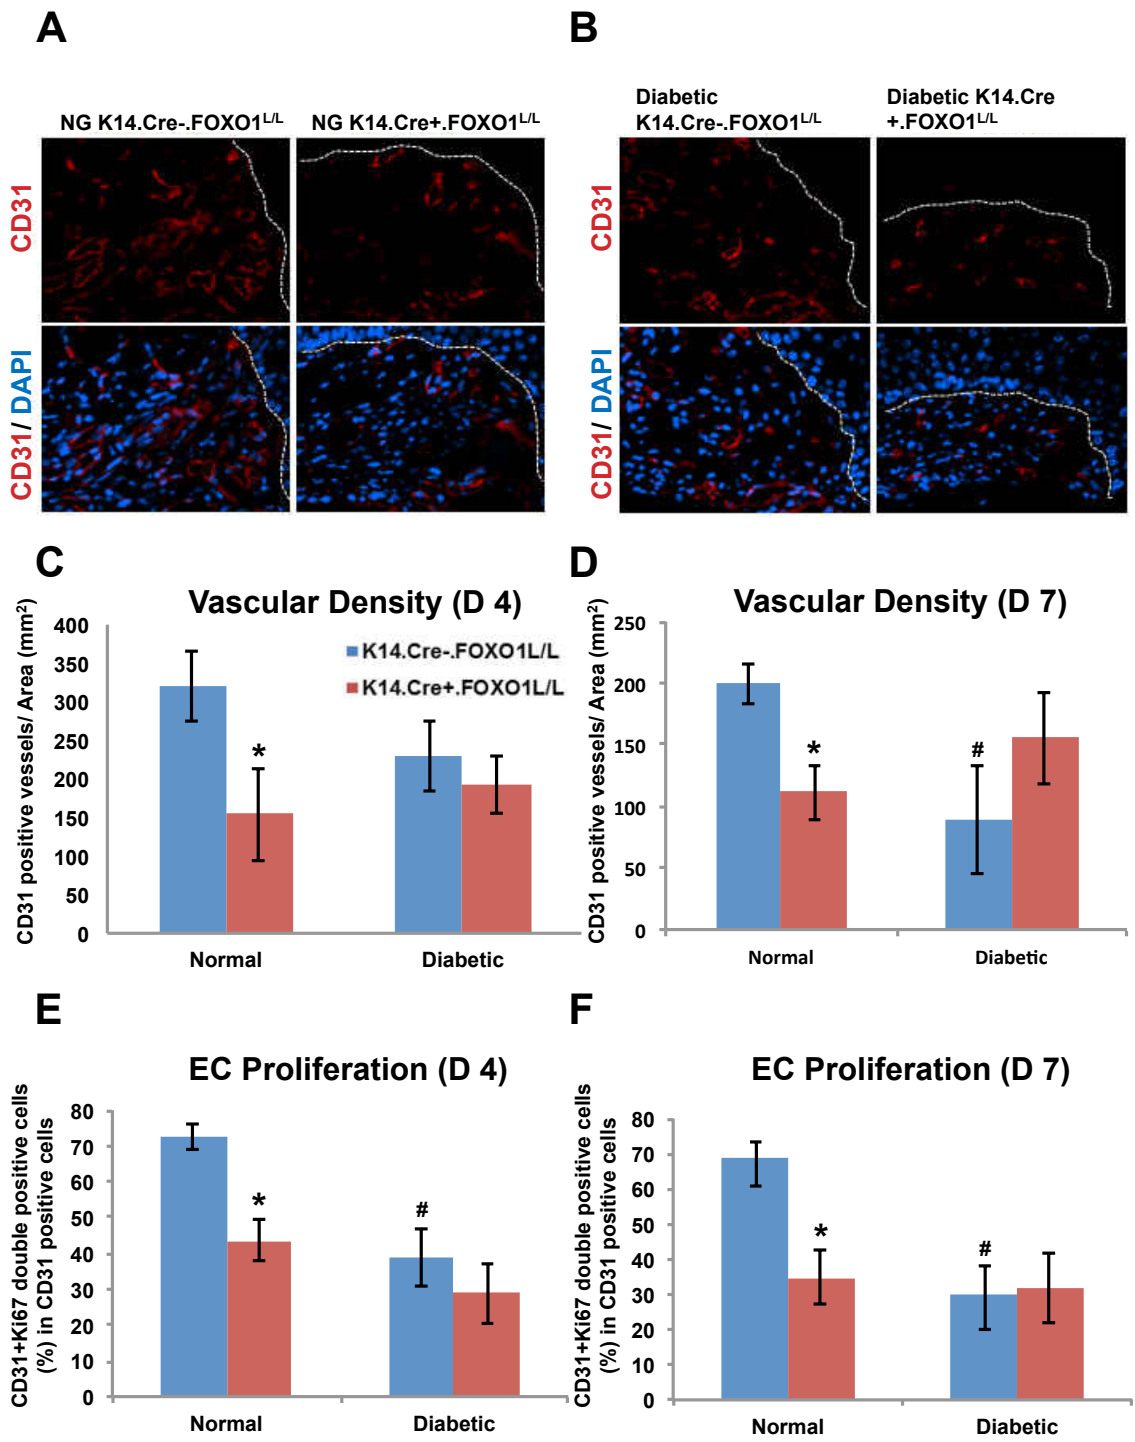 A
B
NG K14.Cre-.FOXO1L/L
NG K14.Cre+.FOXO1L/L
Diabetic
K14.Cre-.FOXO1L/L
Diabetic K14.Cre
+.FOXO1L/L
CD31
CD31
CD31/ DAPI
CD31/ DAPI
C
Vascular Density (D 4)
CD31 positive vessels/ Area (mm²)
400
350
300
250
200
150
100
50
0
K14.Cre-.FOXO1L/L
K14.Cre+.FOXO1L/L
*
Normal
Diabetic
D
Vascular Density (D 7)
CD31 positive vessels/ Area (mm²)
250
200
150
100
50
0
*
#
Normal
Diabetic
E
EC Proliferation (D 4)
CD31+Ki67 double positive cells
(%) in CD31 positive cells
80
70
60
50
40
30
20
10
0
*
#
Normal
Diabetic
F
EC Proliferation (D 7)
CD31+Ki67 double positive cells
(%) in CD31 positive cells
80
70
60
50
40
30
20
10
0
*
#
Normal
Diabetic